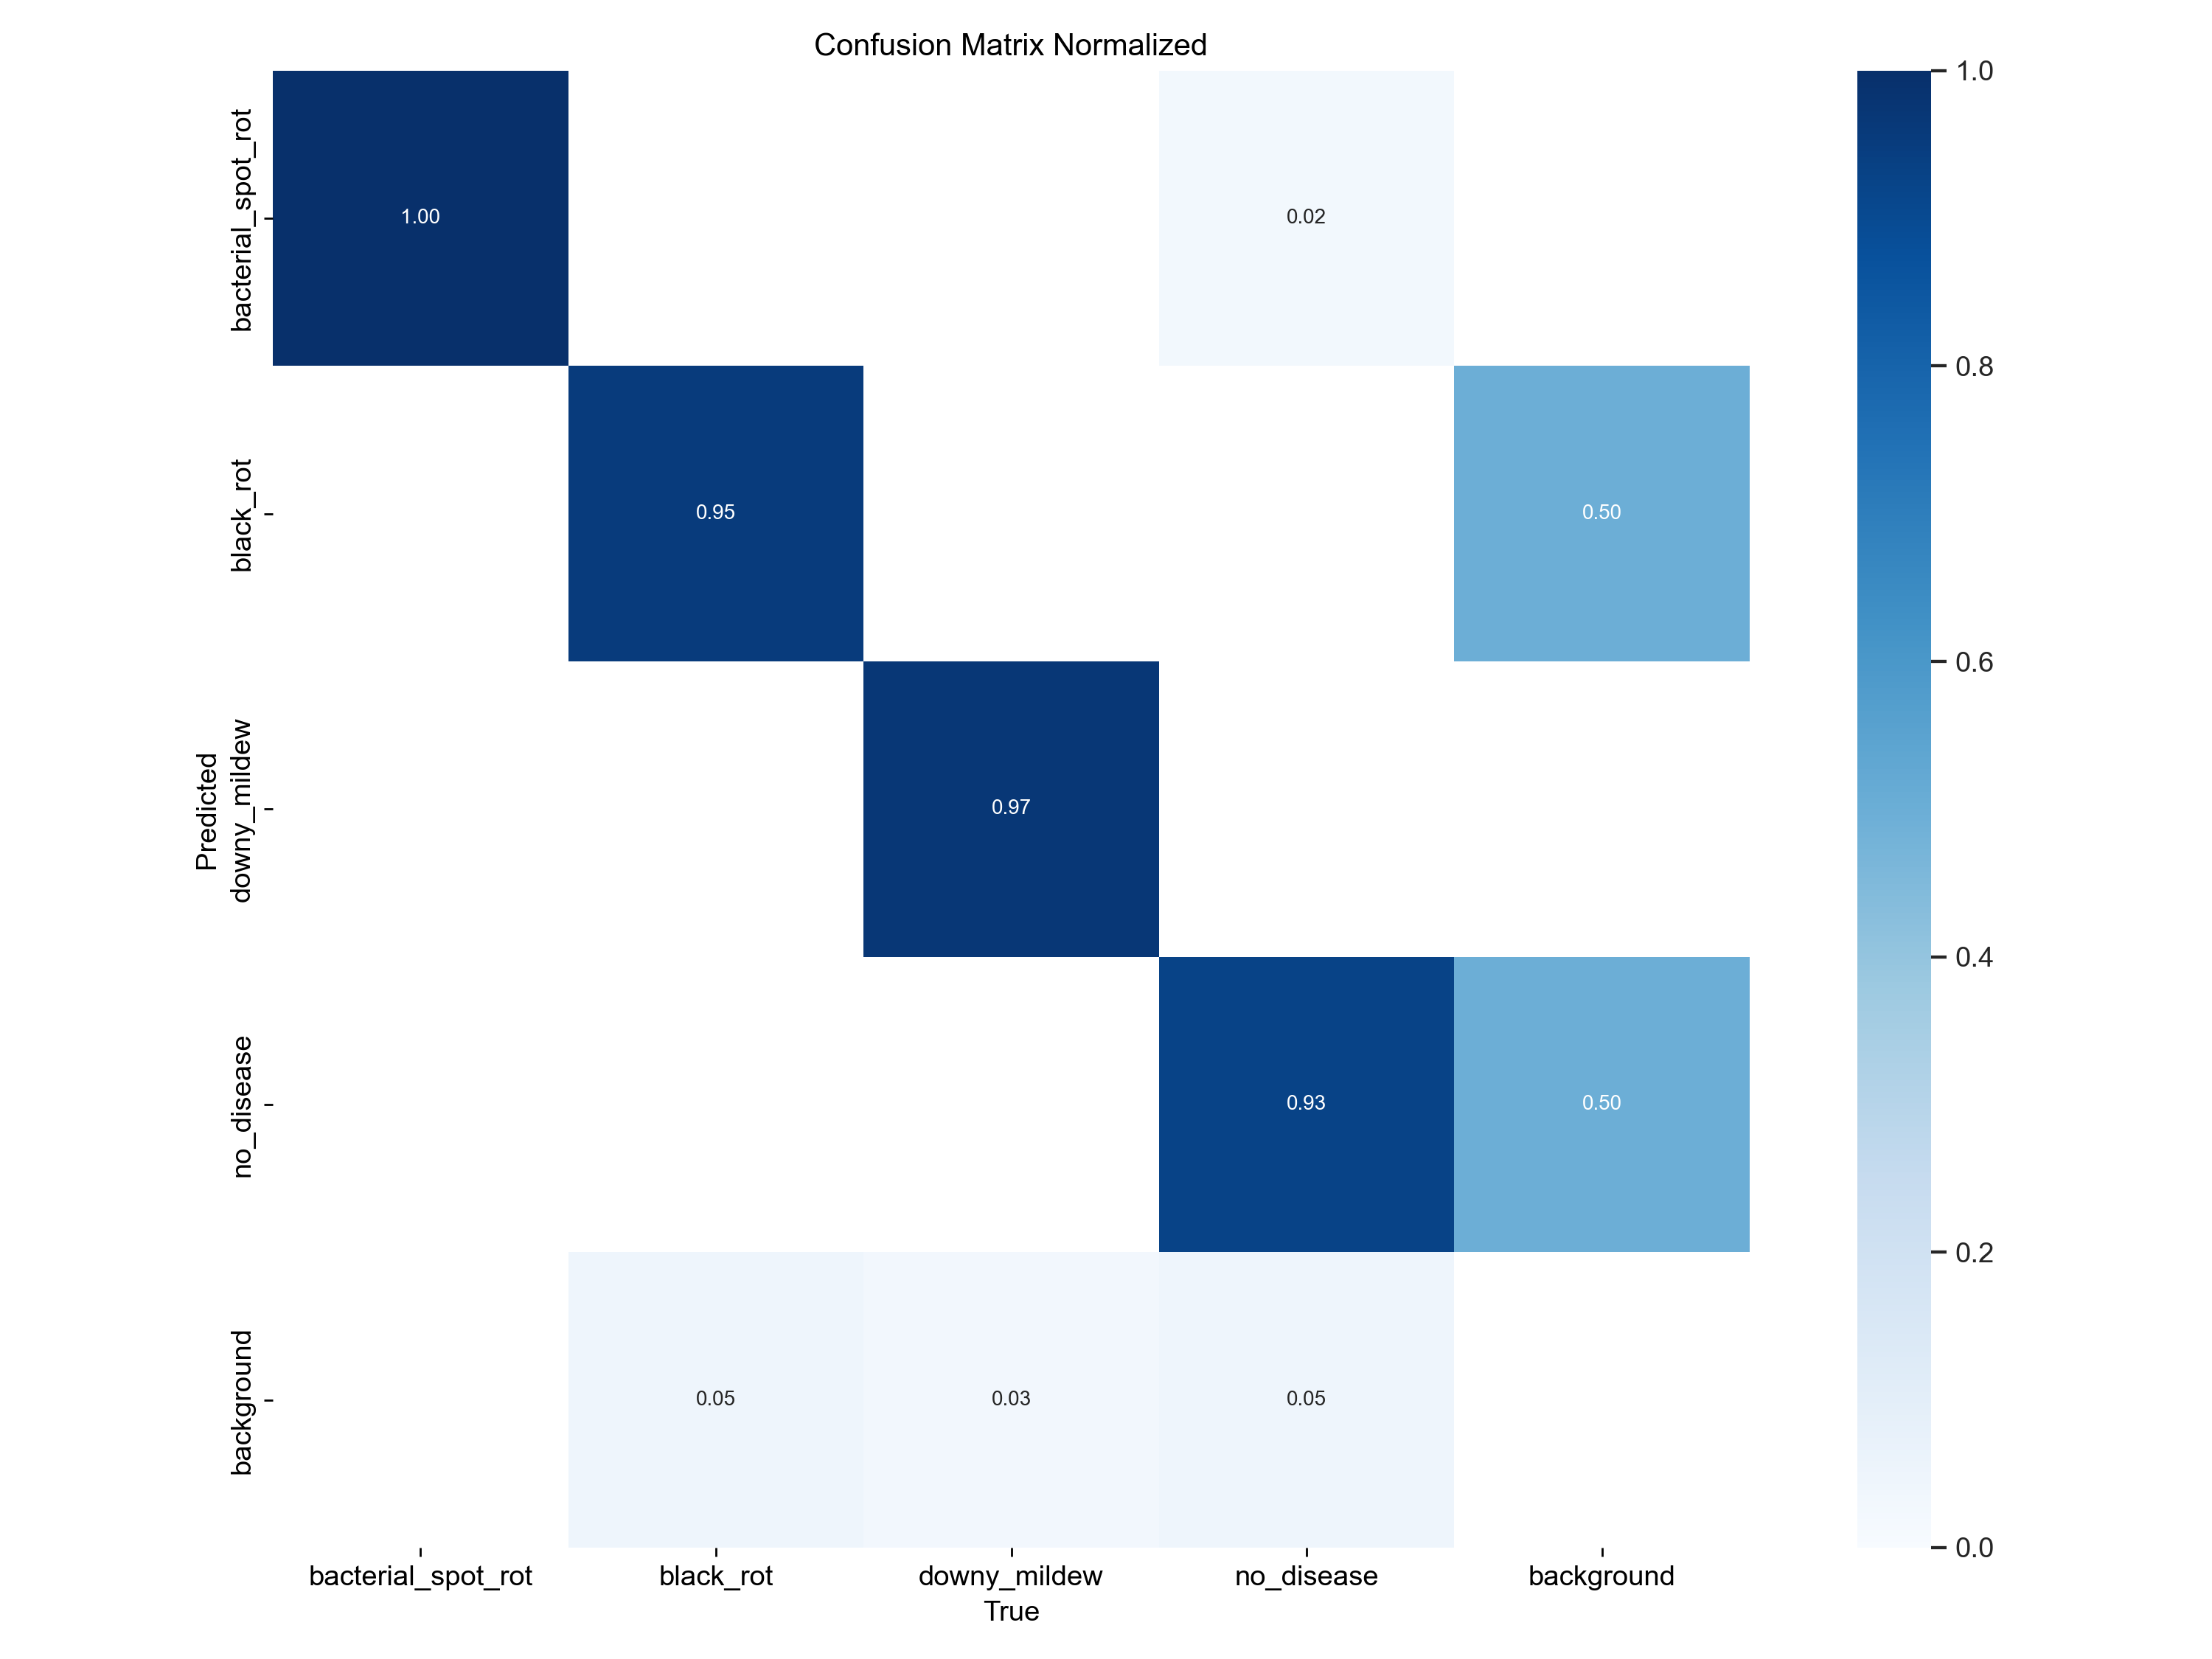 Confusion Matrix Normalized
bacterial_spot_rot
black_rot
downy_mildew
no_disease
background
Predicted
1.00
0.02
0.95
0.50
0.97
0.93
0.50
0.05
0.03
0.05
bacterial_spot_rot
black_rot
downy_mildew
no_disease
background
True
1.0
0.8
0.6
0.4
0.2
0.0